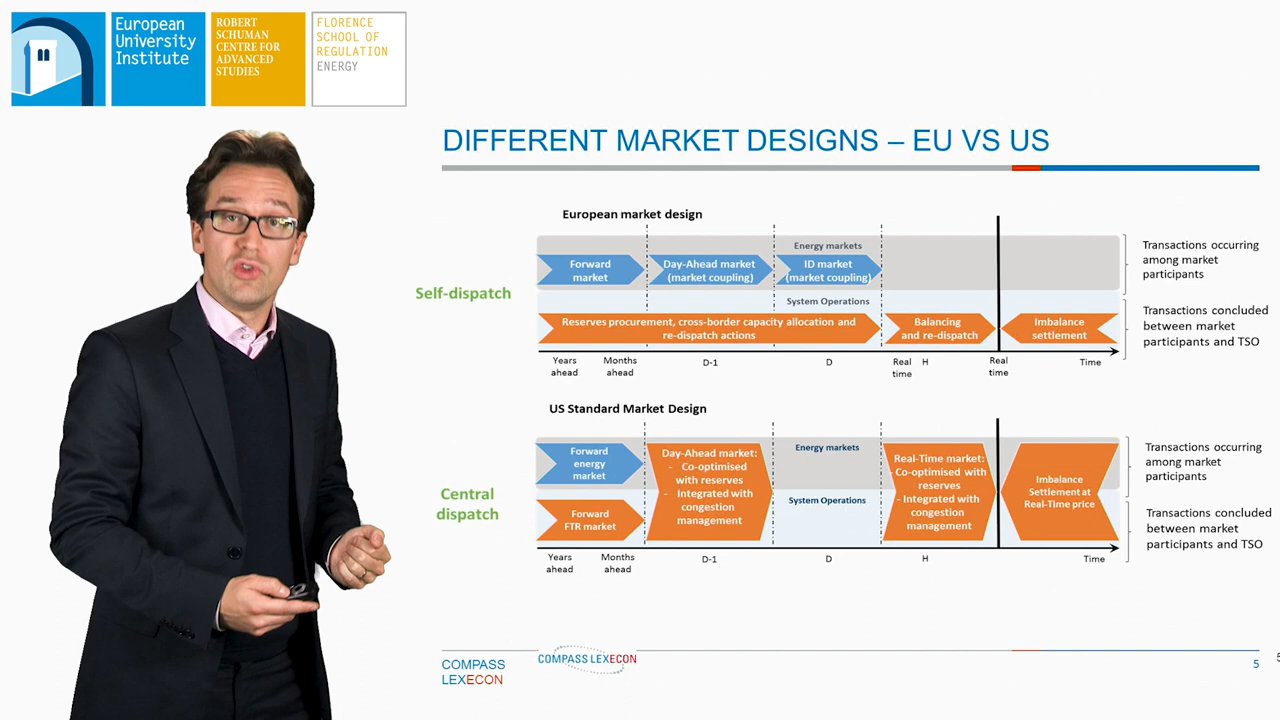 European
University
Institute
ROBERT
SCHUMAN
CENTRE FOR
ADVANCED
STUDIES
FLORENCE
SCHOOL OF
REGULATION
ENERGY
DIFFERENT MARKET DESIGNS – EU VS US
European market design
Self-dispatch
Energy markets
Forward
market
Day-Ahead market
(market coupling)
ID market
(market coupling)
System Operations
Reserves procurement, cross-border capacity allocation and
re-dispatch actions
Balancing
and re-dispatch
Imbalance
settlement
Years
ahead
Months
ahead
D-1
D
Real
time
H
Real
time
Time
Transactions occurring
among market
participants
Transactions concluded
between market
participants and TSO
US Standard Market Design
Central
dispatch
Forward
energy
market
Forward
FTR market
Day-Ahead market:
- Co-optimised
with reserves
- Integrated with
congestion
management
Energy markets
System Operations
Real-Time market:
- Co-optimised with
reserves
- Integrated with
congestion
management
Imbalance
Settlement at
Real-Time price
Years
ahead
Months
ahead
D-1
D
H
Time
Transactions occurring
among market
participants
Transactions concluded
between market
participants and TSO
COMPASS
LEXECON
COMPASS LEXECON
5
5